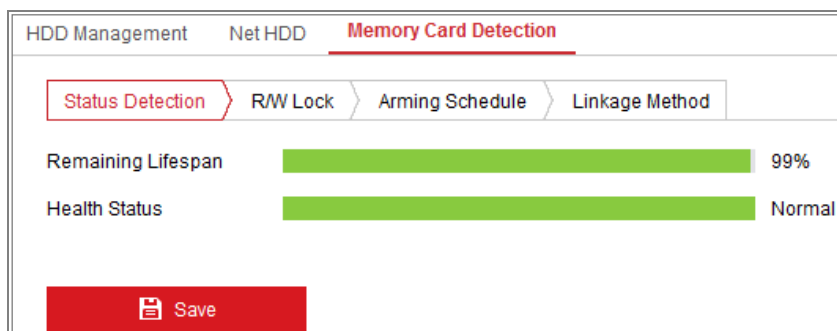 HDD Management Net HDD Memory Card Detection
Status Detection R/W Lock Arming Schedule Linkage Method
Remaining Lifespan 99%
Health Status Normal
Save